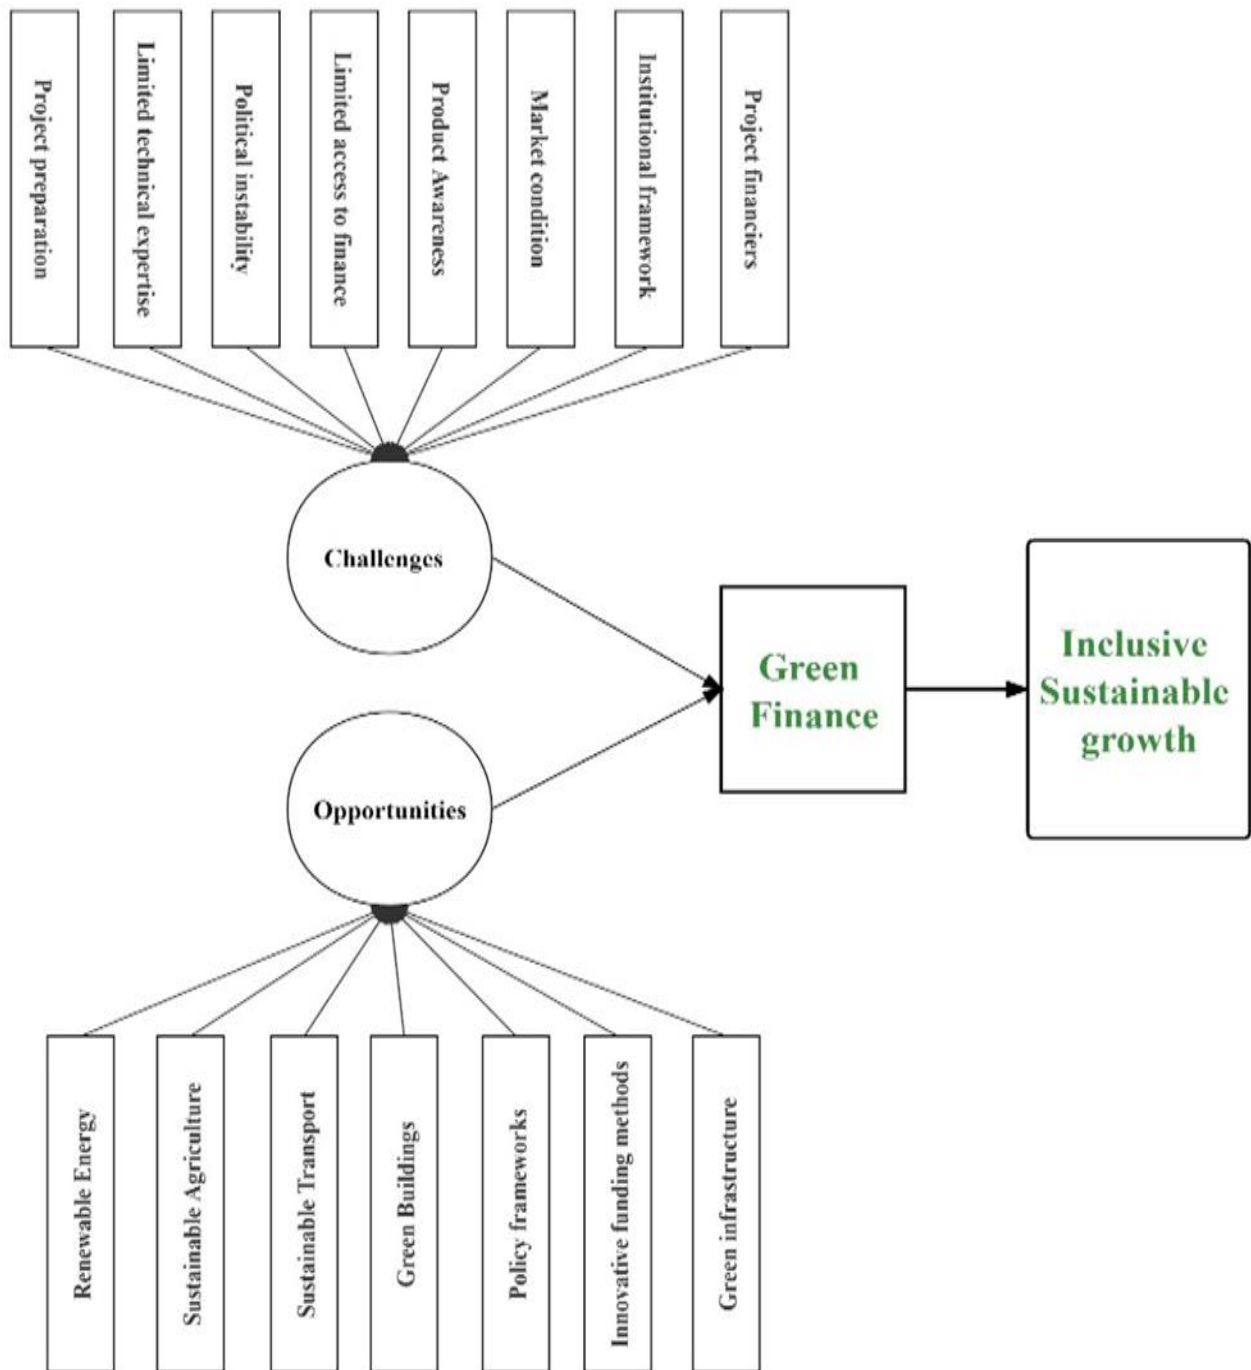 Project preparation
Limited technical expertise
Political instability
Limited access to finance
Product Awareness
Market condition
Institutional framework
Project financiers
Challenges
Green
Finance
Inclusive
Sustainable
growth
Opportunities
Renewable Energy
Sustainable Agriculture
Sustainable Transport
Green Buildings
Policy frameworks
Innovative funding methods
Green infrastructure